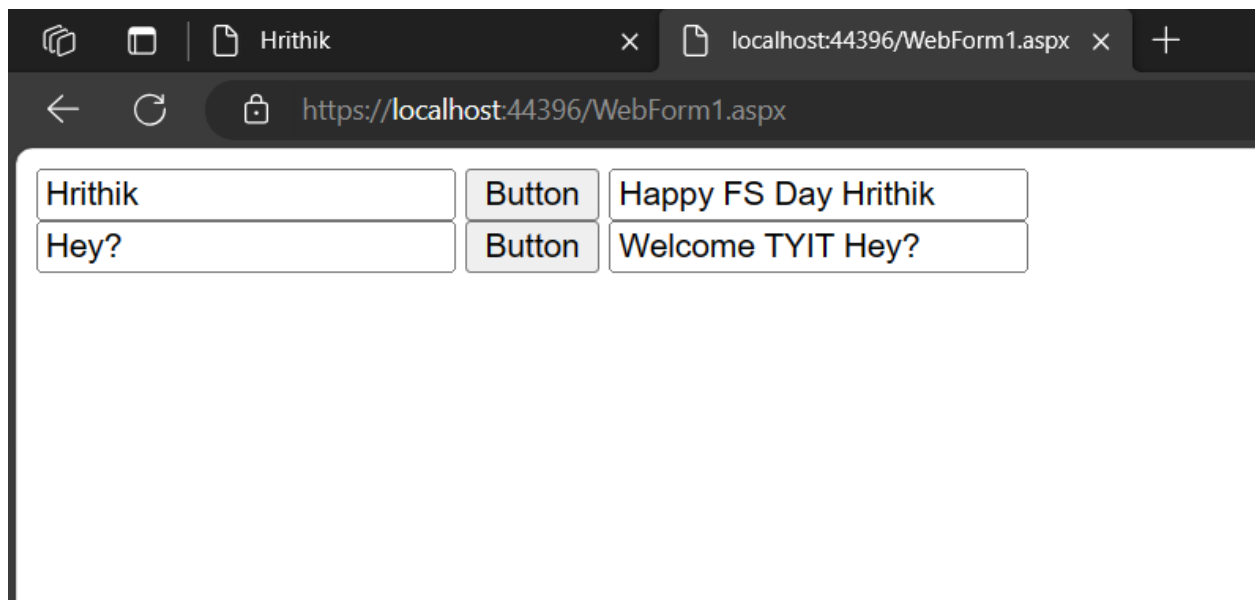 Hrithik
localhost:44396/WebForm1.aspx
https://localhost:44396/WebForm1.aspx
Hrithik Button Happy FS Day Hrithik
Hey? Button Welcome TYIT Hey?